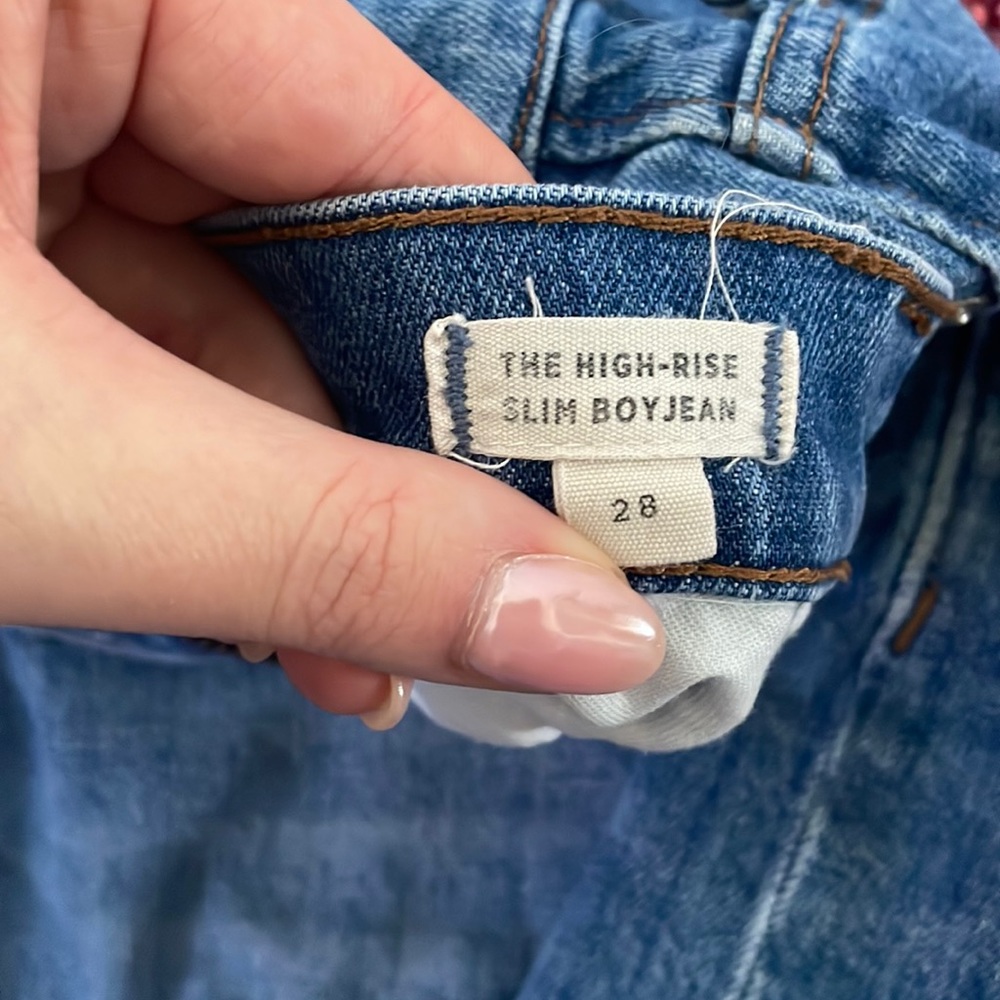 THE HIGH-RISE
SLIM BOYJEAN
28